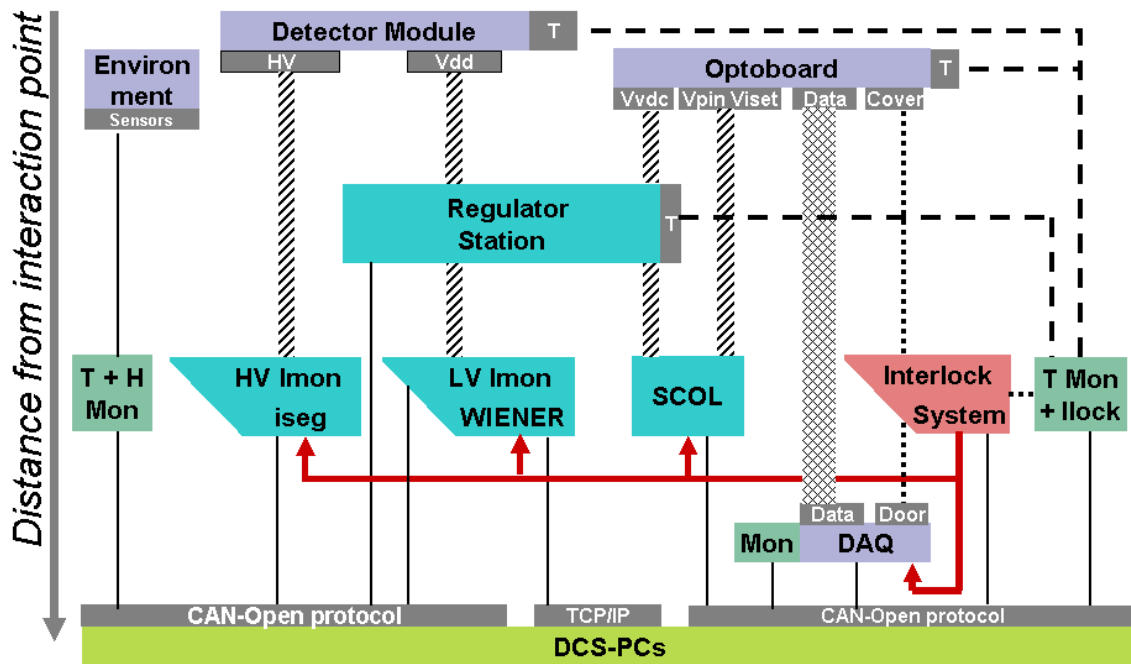 Distance from interaction point
Detector Module
T
HV
Vdd
Environ
ment
Sensors
Optoboard
T
Vvdc
Vpin Viset
Data
Cover
Regulator
Station
T
T + H
Mon
HV Imon
iseg
LV Imon
WIENER
SCOL
Interlock
System
T Mon
+ Ilock
Data
Door
Mon
DAQ
CAN-Open protocol
TCP/IP
CAN-Open protocol
DCS-PCs